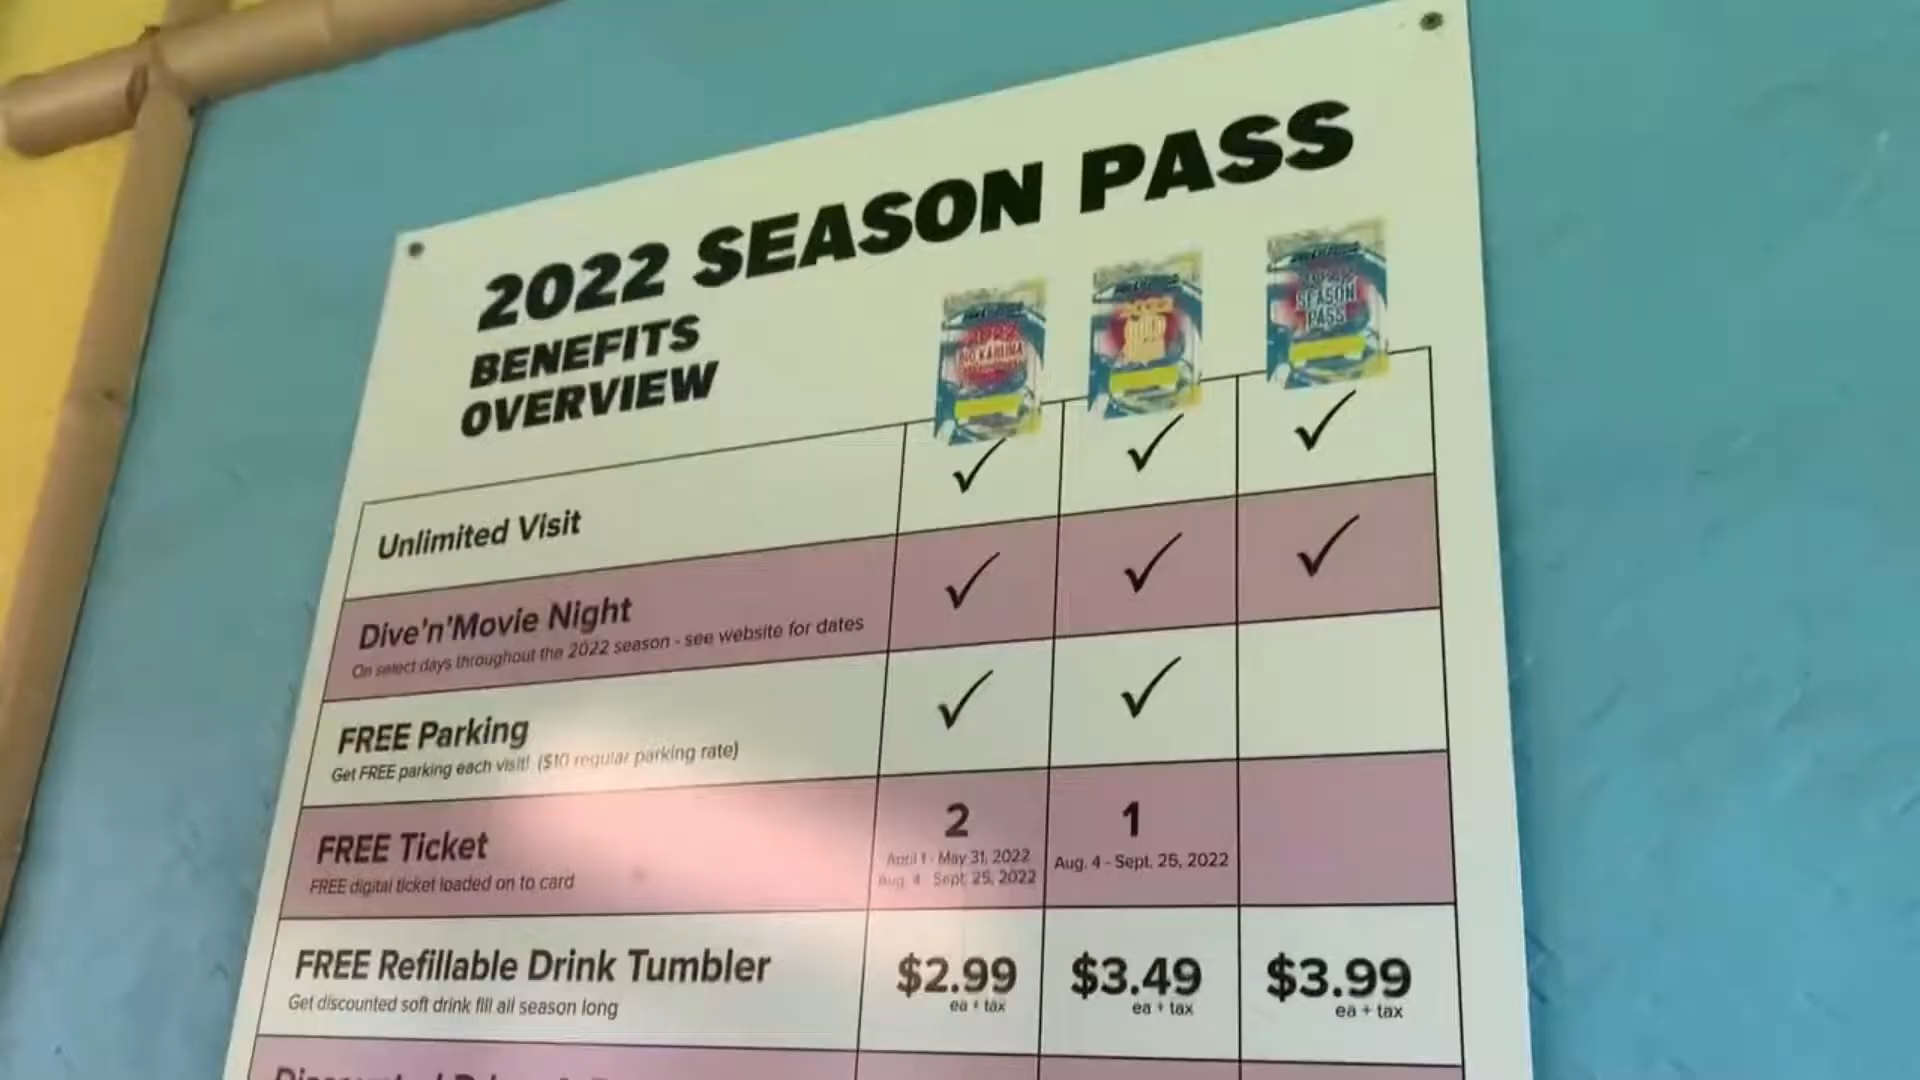 2022 SEASON PASS
BENEFITS
OVERVIEW
SEASON
PASS
Unlimited Visit
Dive'n'Movie Night
On select days throughout the 2022 season - see website for dates
FREE Parking
Get FREE parking each visit! ($10 regular parking rate)
FREE Ticket
FREE digital ticket loaded on to card
2
April 1 - May 31, 2022
Aug. 4 - Sept. 25, 2022
1
Aug. 4 - Sept. 25, 2022
FREE Refillable Drink Tumbler
Get discounted soft drink fill all season long
$2.99
ea + tax
$3.49
ea + tax
$3.99
ea + tax